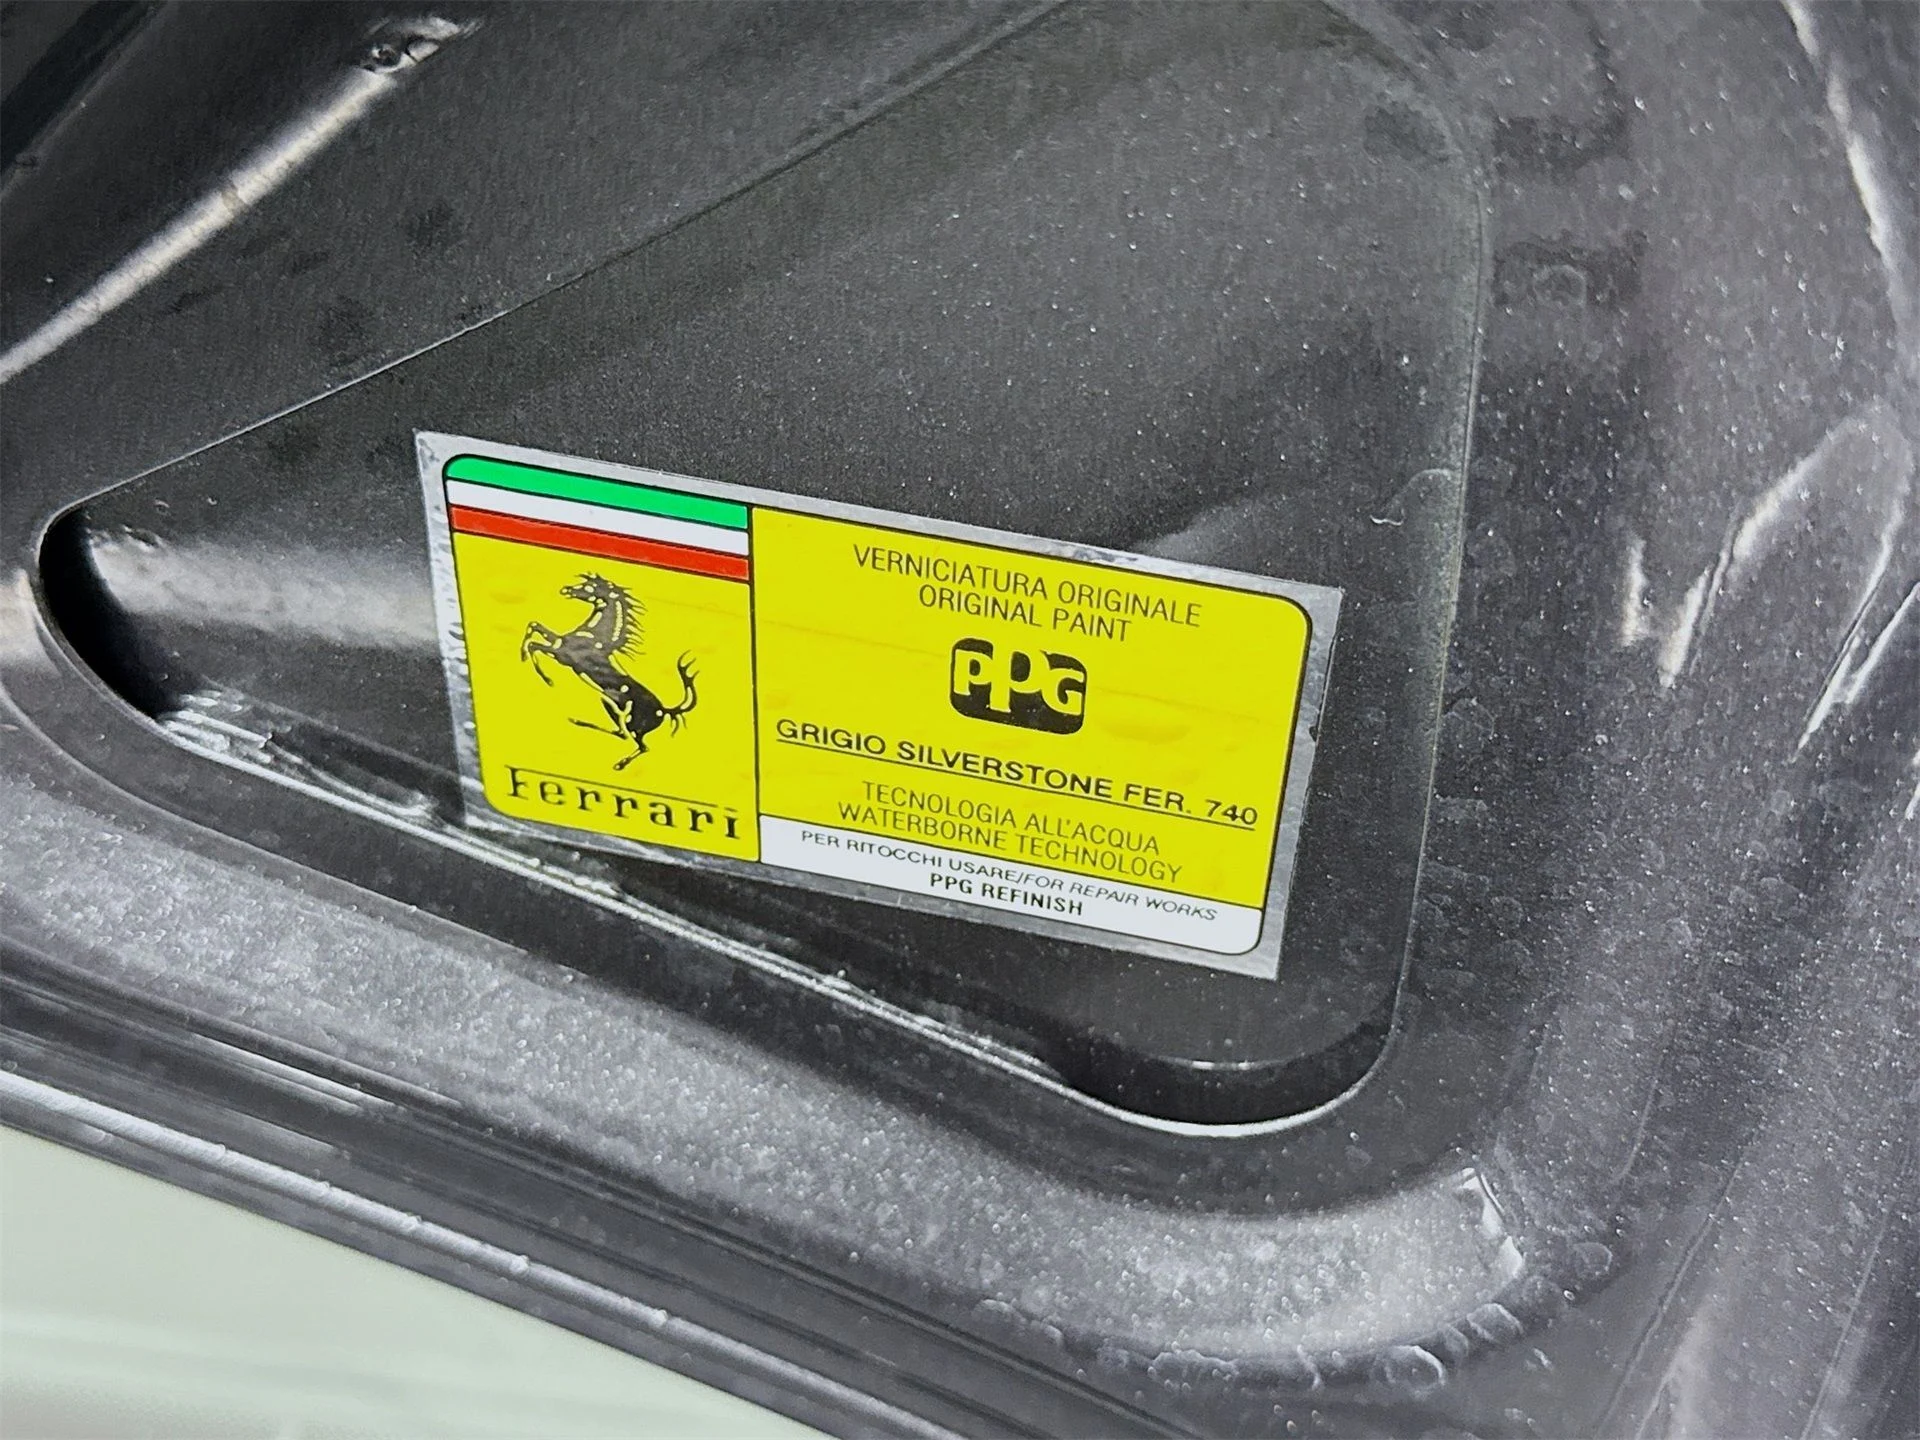 Ferrari
VERNICIATURA ORIGINALE
ORIGINAL PAINT
PPG
GRIGIO SILVERSTONE FER. 740
TECNOLOGIA ALL'ACQUA
WATERBORNE TECHNOLOGY
PER RITOCCHI USARE/FOR REPAIR WORKS
PPG REFINISH